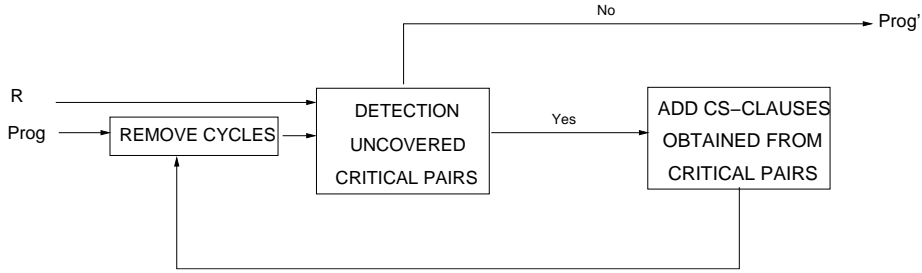 No
Prog'
R
Prog
REMOVE CYCLES
DETECTION
UNCOVERED
CRITICAL PAIRS
Yes
ADD CS−CLAUSES
OBTAINED FROM
CRITICAL PAIRS